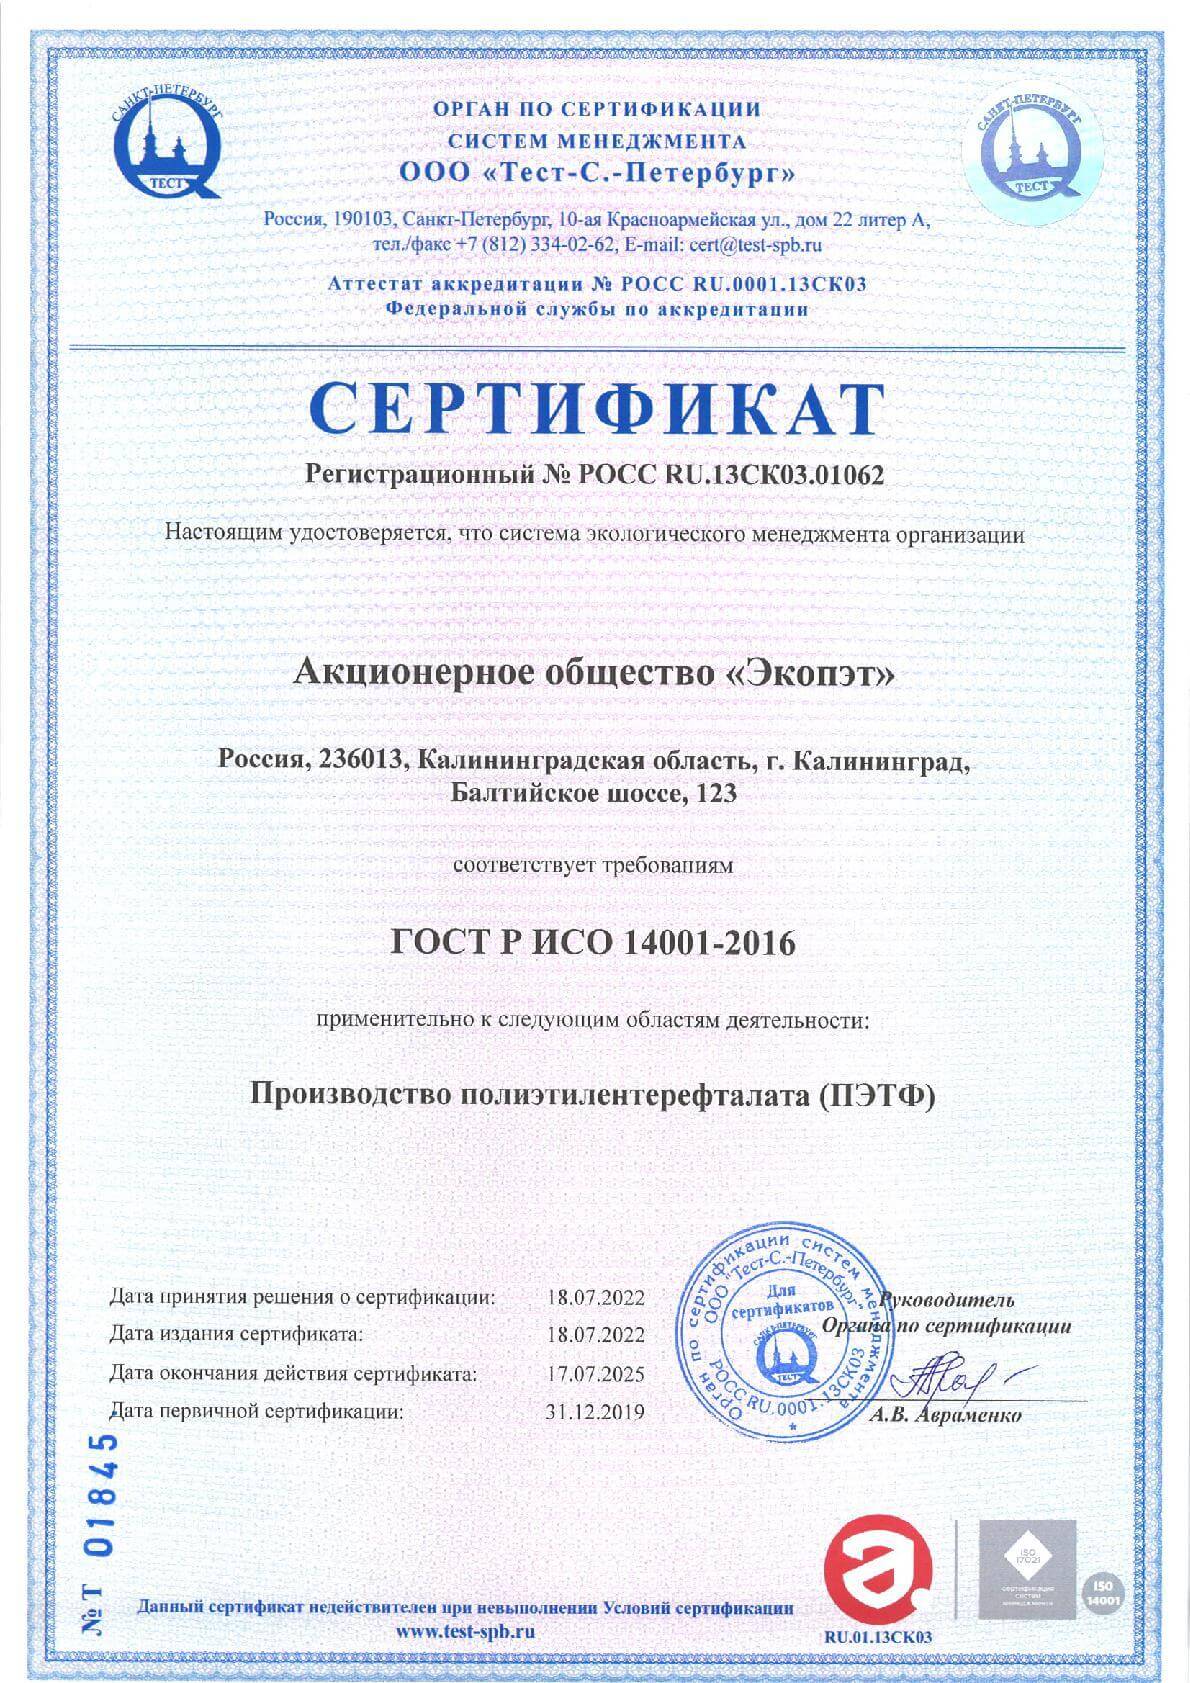 САНКТ-ПЕТЕРБУРГ
ТЕСТ
ОРГАН ПО СЕРТИФИКАЦИИ
СИСТЕМ МЕНЕДЖМЕНТА
ООО «Тест-С.-Петербург»
САНКТ-ПЕТЕРБУРГ
ТЕСТ
Россия, 190103, Санкт-Петербург, 10-ая Красноармейская ул., дом 22 литер А,
тел./факс +7 (812) 334-02-62, E-mail: cert@test-spb.ru
Аттестат аккредитации № РОСС RU.0001.13СК03
Федеральной службы по аккредитации
СЕРТИФИКАТ
Регистрационный № РОСС RU.13СК03.01062
Настоящим удостоверяется, что система экологического менеджмента организации
Акционерное общество «Экопэт»
Россия, 236013, Калининградская область, г. Калининград,
Балтийское шоссе, 123
соответствует требованиям
ГОСТ Р ИСО 14001-2016
применительно к следующим областям деятельности:
Производство полиэтилентерефталата (ПЭТФ)
Дата принятия решения о сертификации: 18.07.2022
Дата издания сертификата: 18.07.2022
Дата окончания действия сертификата: 17.07.2025
Дата первичной сертификации: 31.12.2019
Орган по сертификации систем менеджмента
ООО "Тест-С.-Петербург"
Для
сертификатов
САНКТ-ПЕТЕРБУРГ
ТЕСТ
РОСС RU.0001.13СК03
Руководитель
Органа по сертификации
А.В. Авраменко
№ Т 01845
Данный сертификат недействителен при невыполнении Условий сертификации
www.test-spb.ru
RU.01.13СК03
ISO
17021
сертификация
систем
менеджмента
ISO
14001